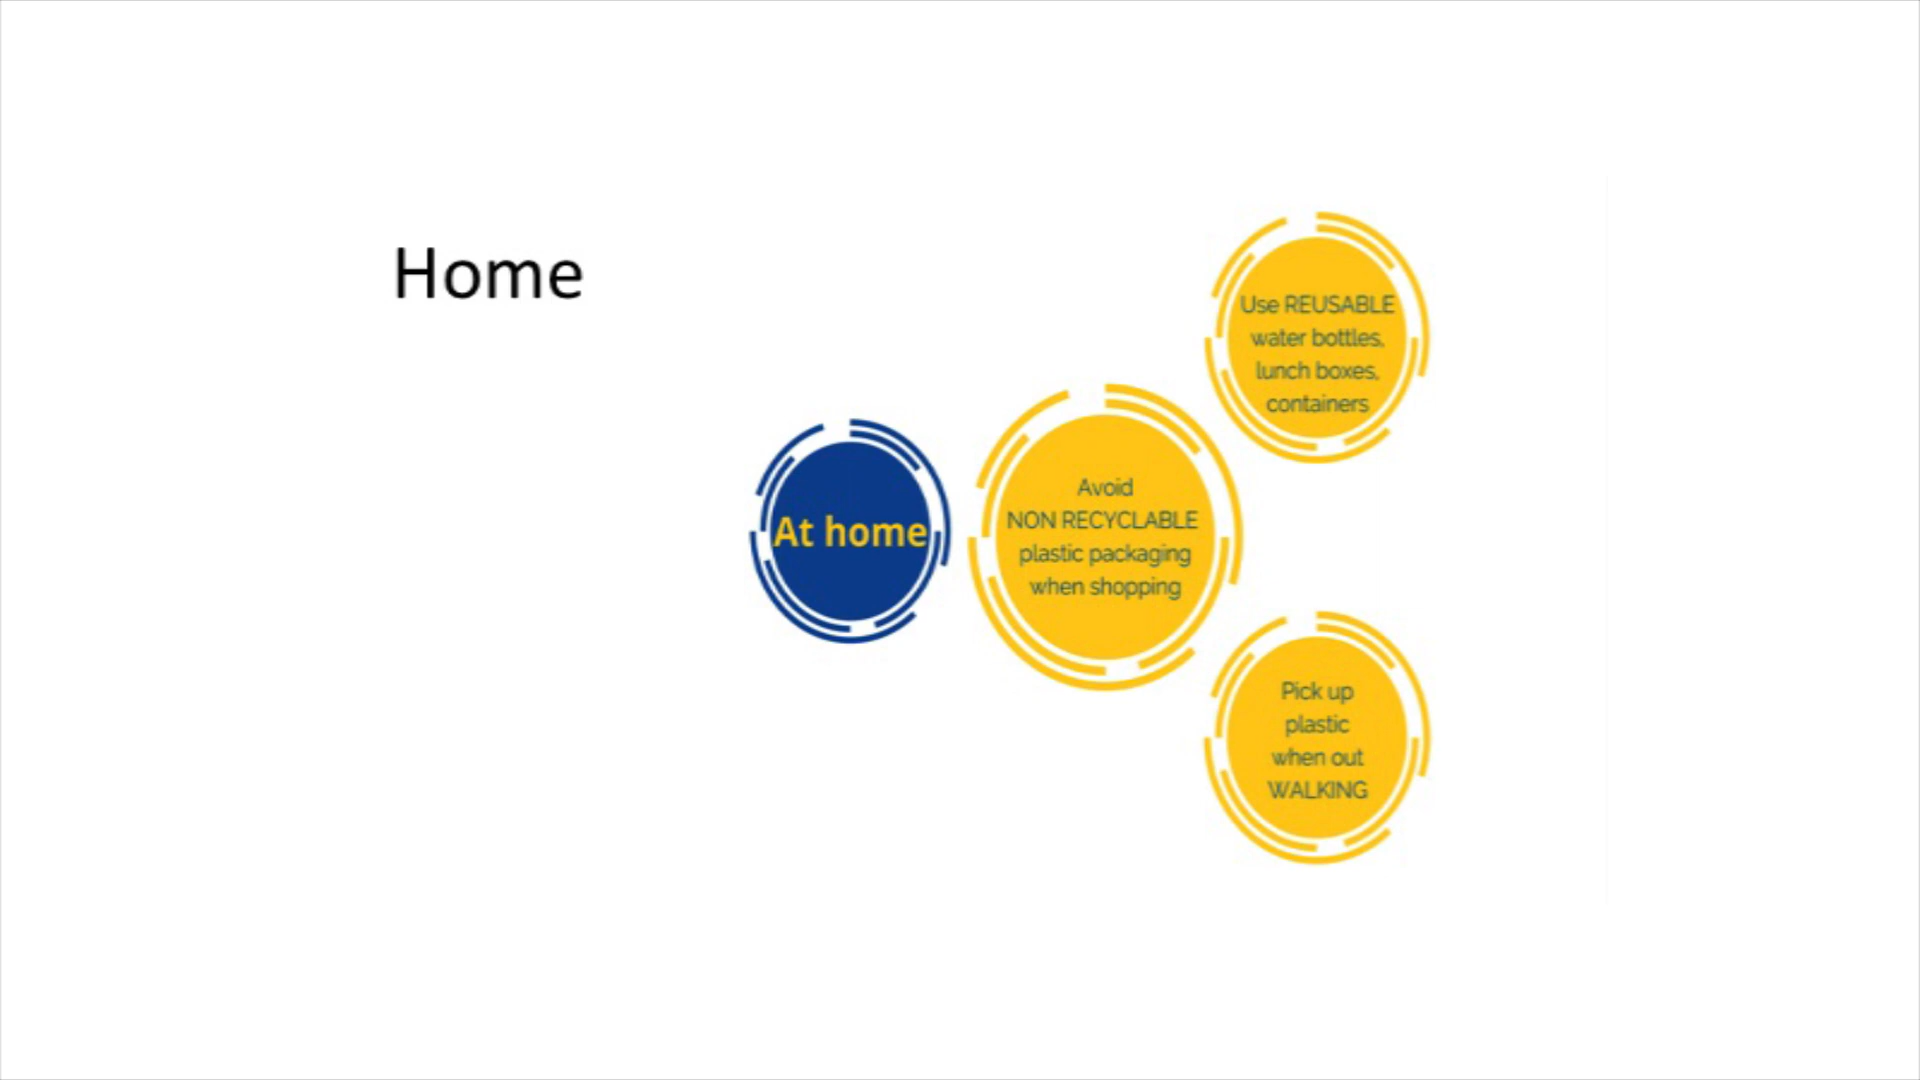 Home
At home
Avoid
NON RECYCLABLE
plastic packaging
when shopping
Use REUSABLE
water bottles,
lunch boxes,
containers
Pick up
plastic
when out
WALKING